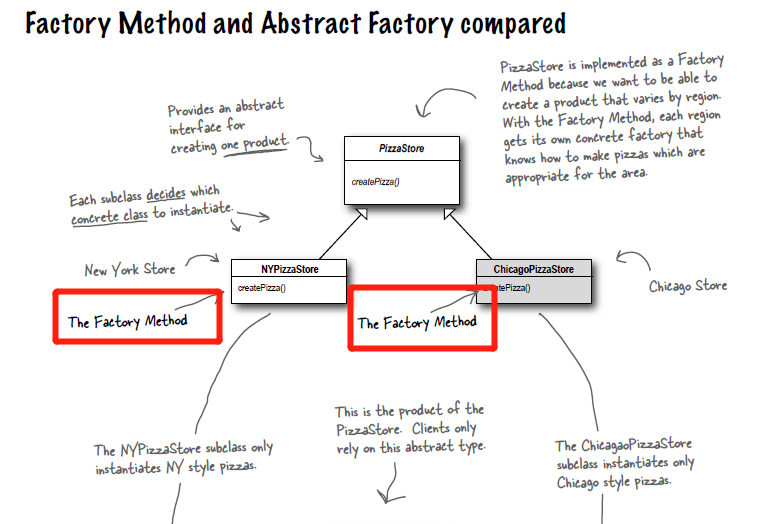 Factory Method and Abstract Factory compared
PizzaStore is implemented as a Factory
Method because we want to be able to
create a product that varies by region.
With the Factory Method, each region
gets its own concrete factory that
knows how to make pizzas which are
appropriate for the area.
Provides an abstract
interface for
creating one product.
PizzaStore
createPizza()
Each subclass decides which
concrete class to instantiate.
New York Store
NYPizzaStore
createPizza()
ChicagoPizzaStore
createPizza()
Chicago Store
The Factory Method
The Factory Method
The NYPizzaStore subclass only
instantiates NY style pizzas.
This is the product of the
PizzaStore. Clients only
rely on this abstract type.
The ChicagaoPizzaStore
subclass instantiates only
Chicago style pizzas.